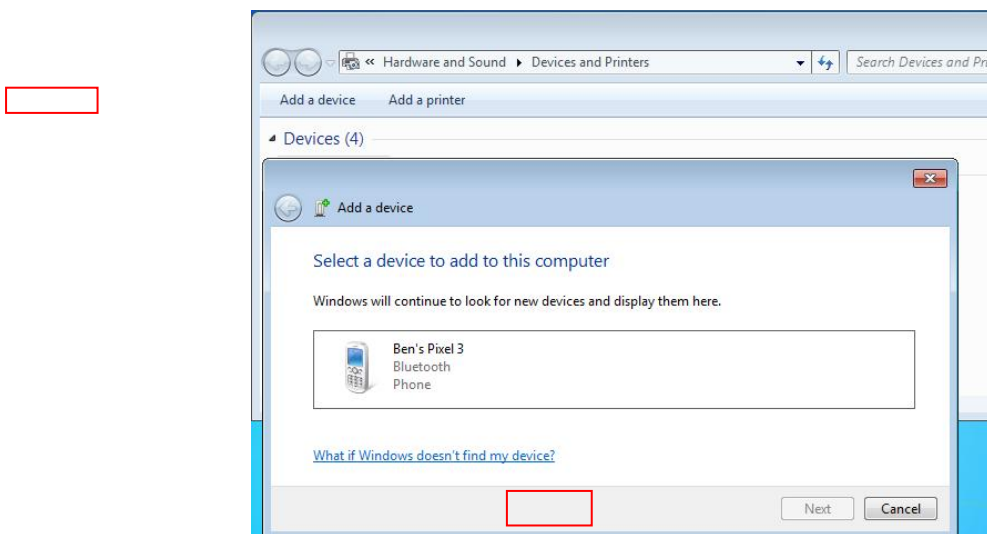 « Hardware and Sound ▸ Devices and Printers
Search Devices and Pri
Add a device Add a printer
Devices (4)
Add a device
Select a device to add to this computer
Windows will continue to look for new devices and display them here.
Ben's Pixel 3
Bluetooth
Phone
What if Windows doesn't find my device?
Next Cancel